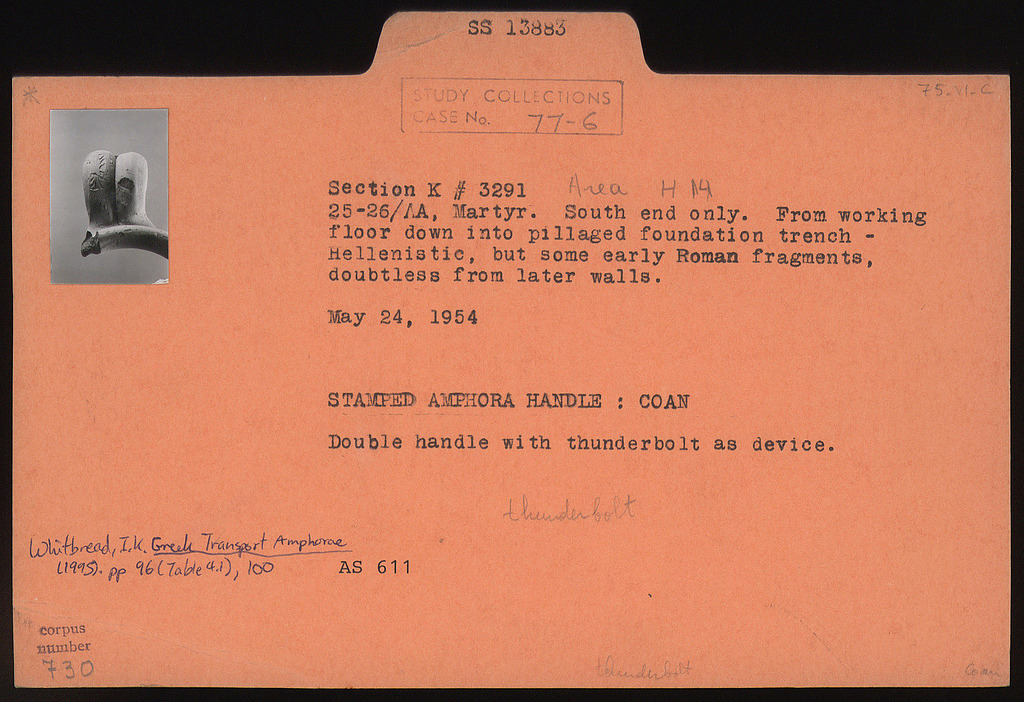 SS 13883
STUDY COLLECTIONS
CASE No. 77-6
75-VI-C
Section K # 3291 Area H 14
25-26/ΛA, Martyr. South end only. From working
floor down into pillaged foundation trench -
Hellenistic, but some early Roman fragments,
doubtless from later walls.
May 24, 1954
STAMPED AMPHORA HANDLE : COAN
Double handle with thunderbolt as device.
thunderbolt
Whitbread, I.K. Greek Transport Amphorae
(1995). pp 96 (Table 4.1), 100
AS 611
corpus
number
730
thunderbolt
Coan